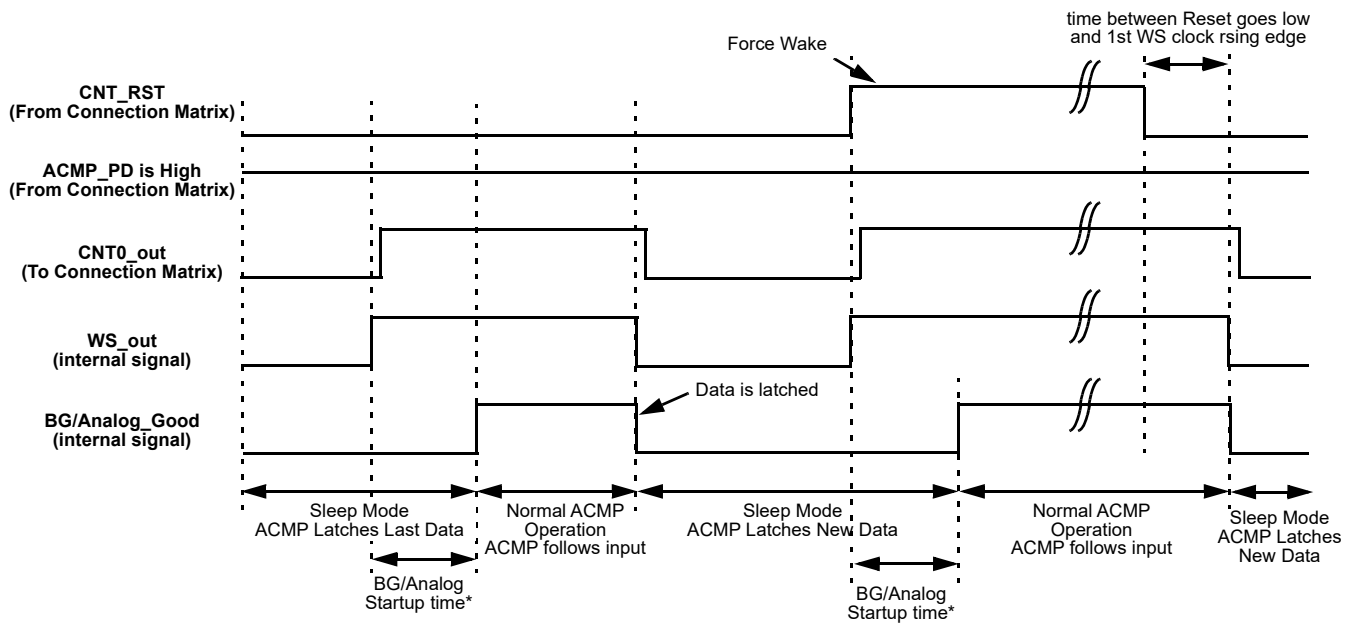 time between Reset goes low
and 1st WS clock rsing edge
Force Wake
CNT_RST
(From Connection Matrix)
ACMP_PD is High
(From Connection Matrix)
CNT0_out
(To Connection Matrix)
WS_out
(internal signal)
Data is latched
BG/Analog_Good
(internal signal)
Sleep Mode
ACMP Latches Last Data
Normal ACMP
Operation
ACMP follows input
Sleep Mode
ACMP Latches New Data
Normal ACMP
Operation
ACMP follows input
Sleep Mode
ACMP Latches
New Data
BG/Analog
Startup time*
BG/Analog
Startup time*